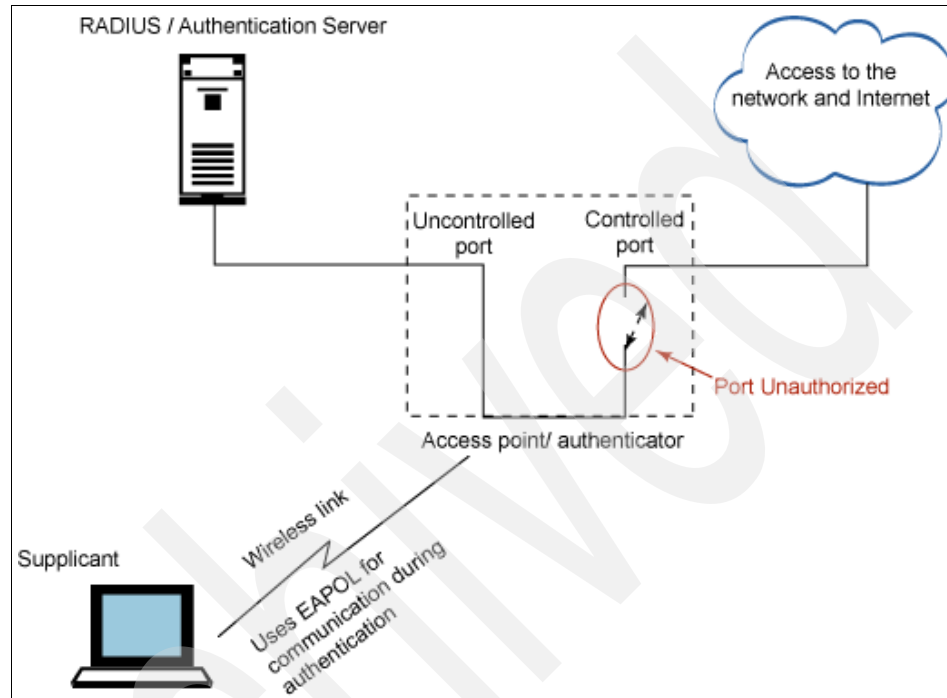 RADIUS / Authentication Server
Access to the
network and Internet
Uncontrolled
port
Controlled
port
Port Unauthorized
Access point/ authenticator
Wireless link
Uses EAPOL for
communication during
authentication
Supplicant
hived